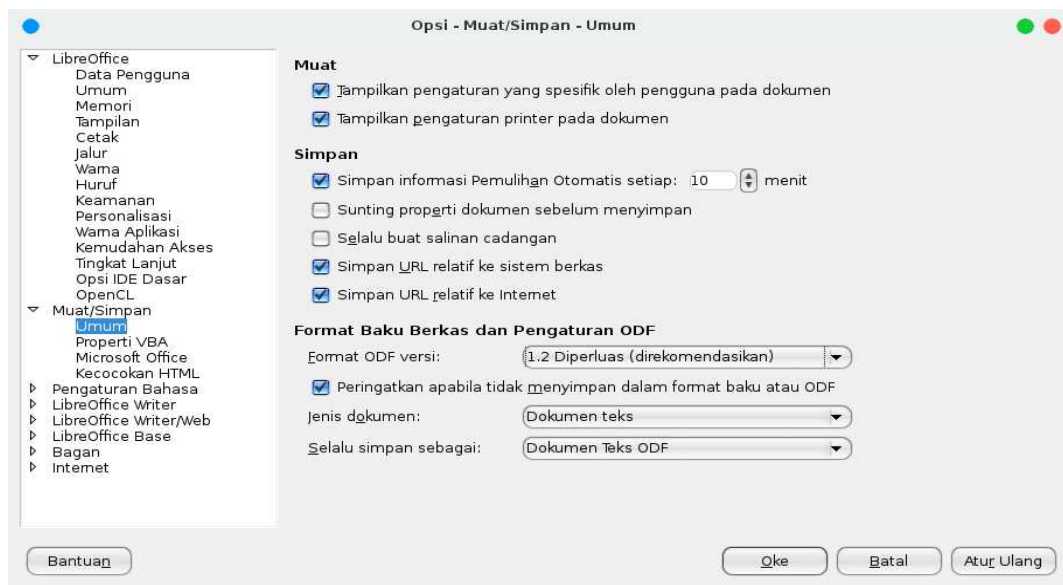 Opsi - Muat/Simpan - Umum
LibreOffice
Data Pengguna
Umum
Memori
Tampilan
Cetak
Jalur
Warna
Huruf
Keamanan
Personalisasi
Warna Aplikasi
Kemudahan Akses
Tingkat Lanjut
Opsi IDE Dasar
OpenCL
Muat/Simpan
Umum
Properti VBA
Microsoft Office
Kecocokan HTML
Pengaturan Bahasa
LibreOffice Writer
LibreOffice Writer/Web
LibreOffice Base
Bagan
Internet
Muat
Tampilkan pengaturan yang spesifik oleh pengguna pada dokumen
Tampilkan pengaturan printer pada dokumen
Simpan
Simpan informasi Pemulihan Otomatis setiap: 10 menit
Sunting properti dokumen sebelum menyimpan
Selalu buat salinan cadangan
Simpan URL relatif ke sistem berkas
Simpan URL relatif ke Internet
Format Baku Berkas dan Pengaturan ODF
Format ODF versi: 1.2 Diperluas (direkomendasikan)
Peringatkan apabila tidak menyimpan dalam format baku atau ODF
Jenis dokumen: Dokumen teks
Selalu simpan sebagai: Dokumen Teks ODF
Bantuan Oke Batal Atur Ulang